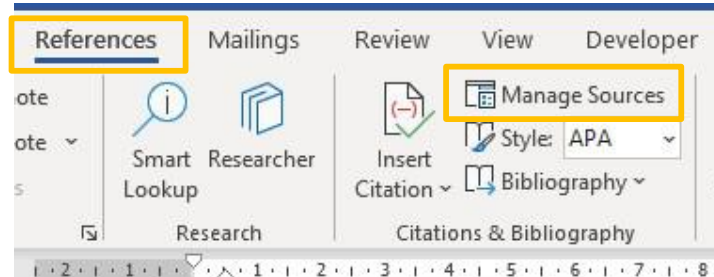 References Mailings Review View Developer
ote
ote
s
Smart Lookup
Researcher
Insert Citation
Manage Sources
Style: APA
Bibliography
Research
Citations & Bibliography
2 1 1 2 3 4 5 6 7 8